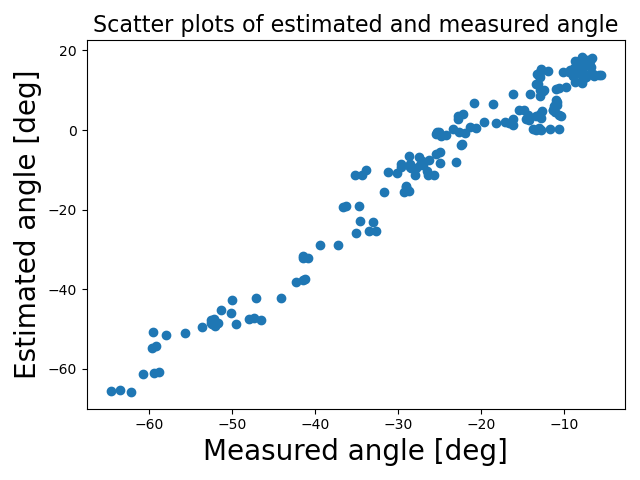 Scatter plots of estimated and measured angle
20
0
−20
−40
−60
Estimated angle [deg]
−60 −50 −40 −30 −20 −10
Measured angle [deg]